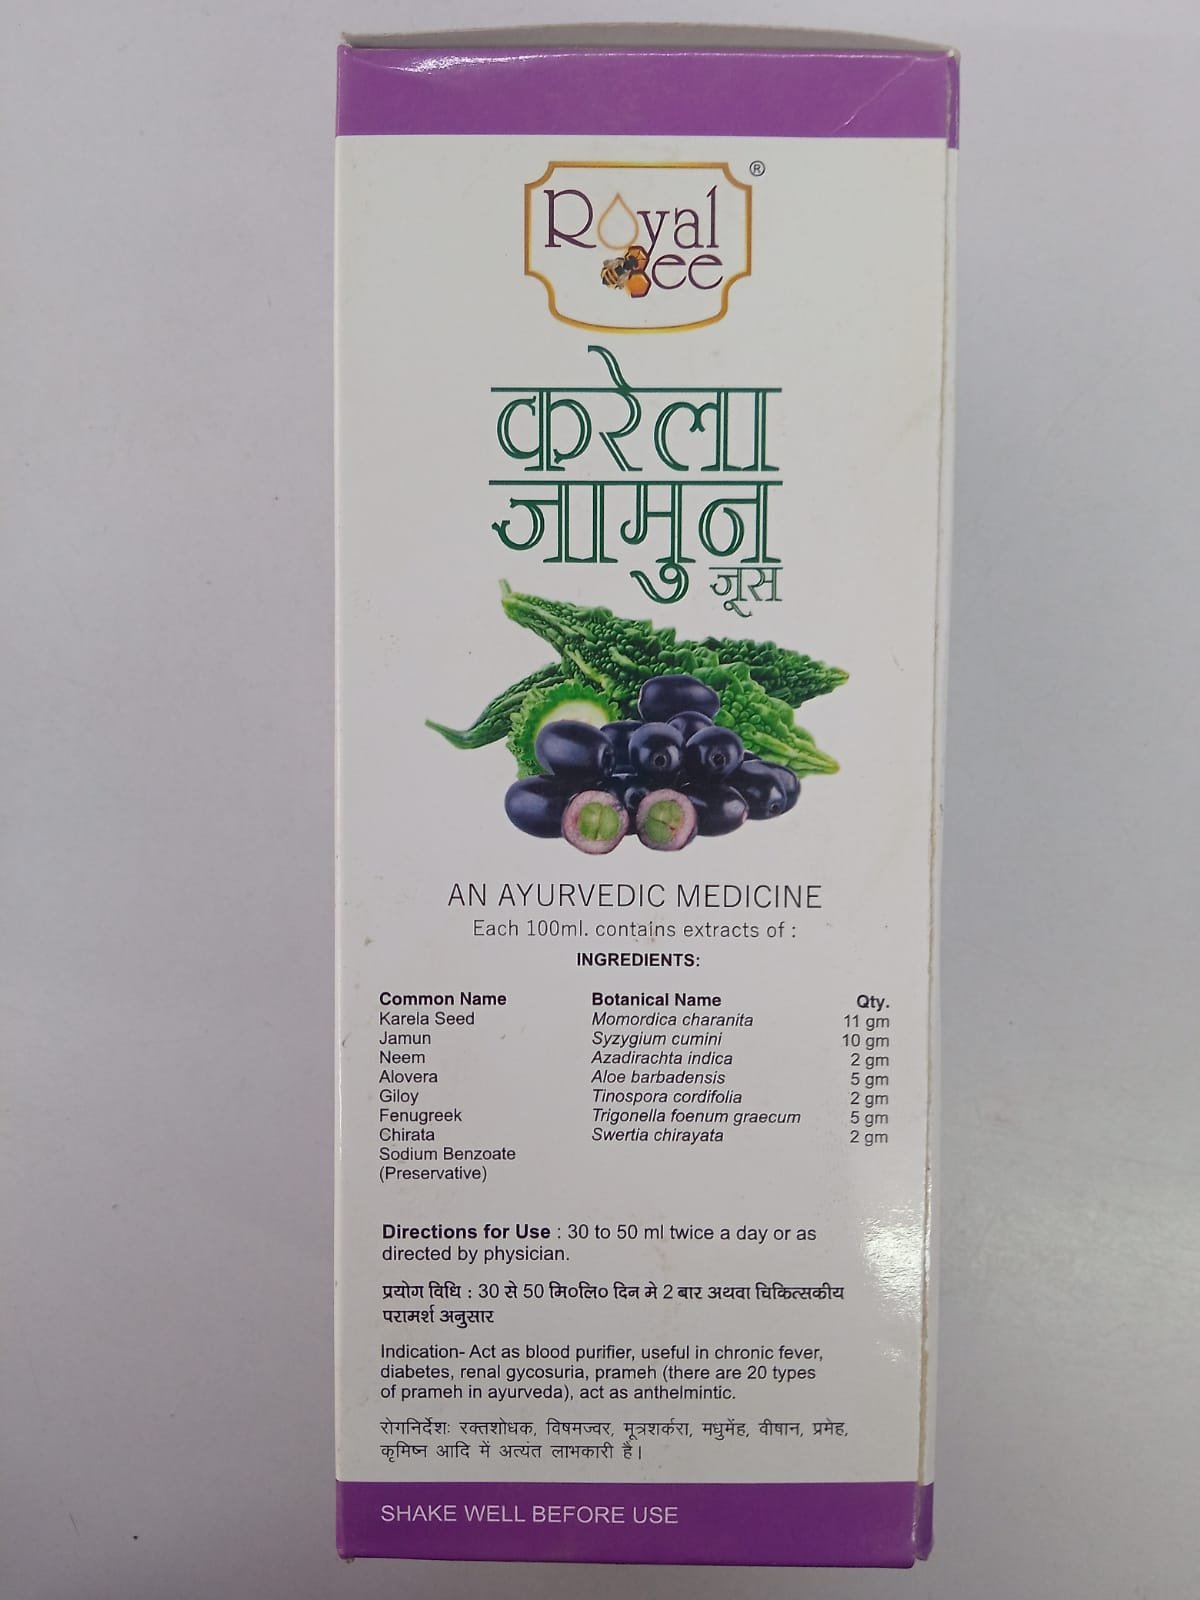 Royal
Bee
®
करेला
जामुन
जूस
AN AYURVEDIC MEDICINE
Each 100ml. contains extracts of :
INGREDIENTS:
Common Name Botanical Name Qty.
Karela Seed Momordica charanita 11 gm
Jamun Syzygium cumini 10 gm
Neem Azadirachta indica 2 gm
Alovera Aloe barbadensis 5 gm
Giloy Tinospora cordifolia 2 gm
Fenugreek Trigonella foenum graecum 5 gm
Chirata Swertia chirayata 2 gm
Sodium Benzoate
(Preservative)
Directions for Use : 30 to 50 ml twice a day or as
directed by physician.
प्रयोग विधि : 30 से 50 मि०लि० दिन मे 2 बार अथवा चिकित्सकीय
परामर्श अनुसार
Indication- Act as blood purifier, useful in chronic fever,
diabetes, renal gycosuria, prameh (there are 20 types
of prameh in ayurveda), act as anthelmintic.
रोगनिर्देशः रक्तशोधक, विषमज्वर, मूत्रशर्करा, मधुमेंह, वीषान, प्रमेह,
कृमिष्न आदि में अत्यंत लाभकारी है।
SHAKE WELL BEFORE USE